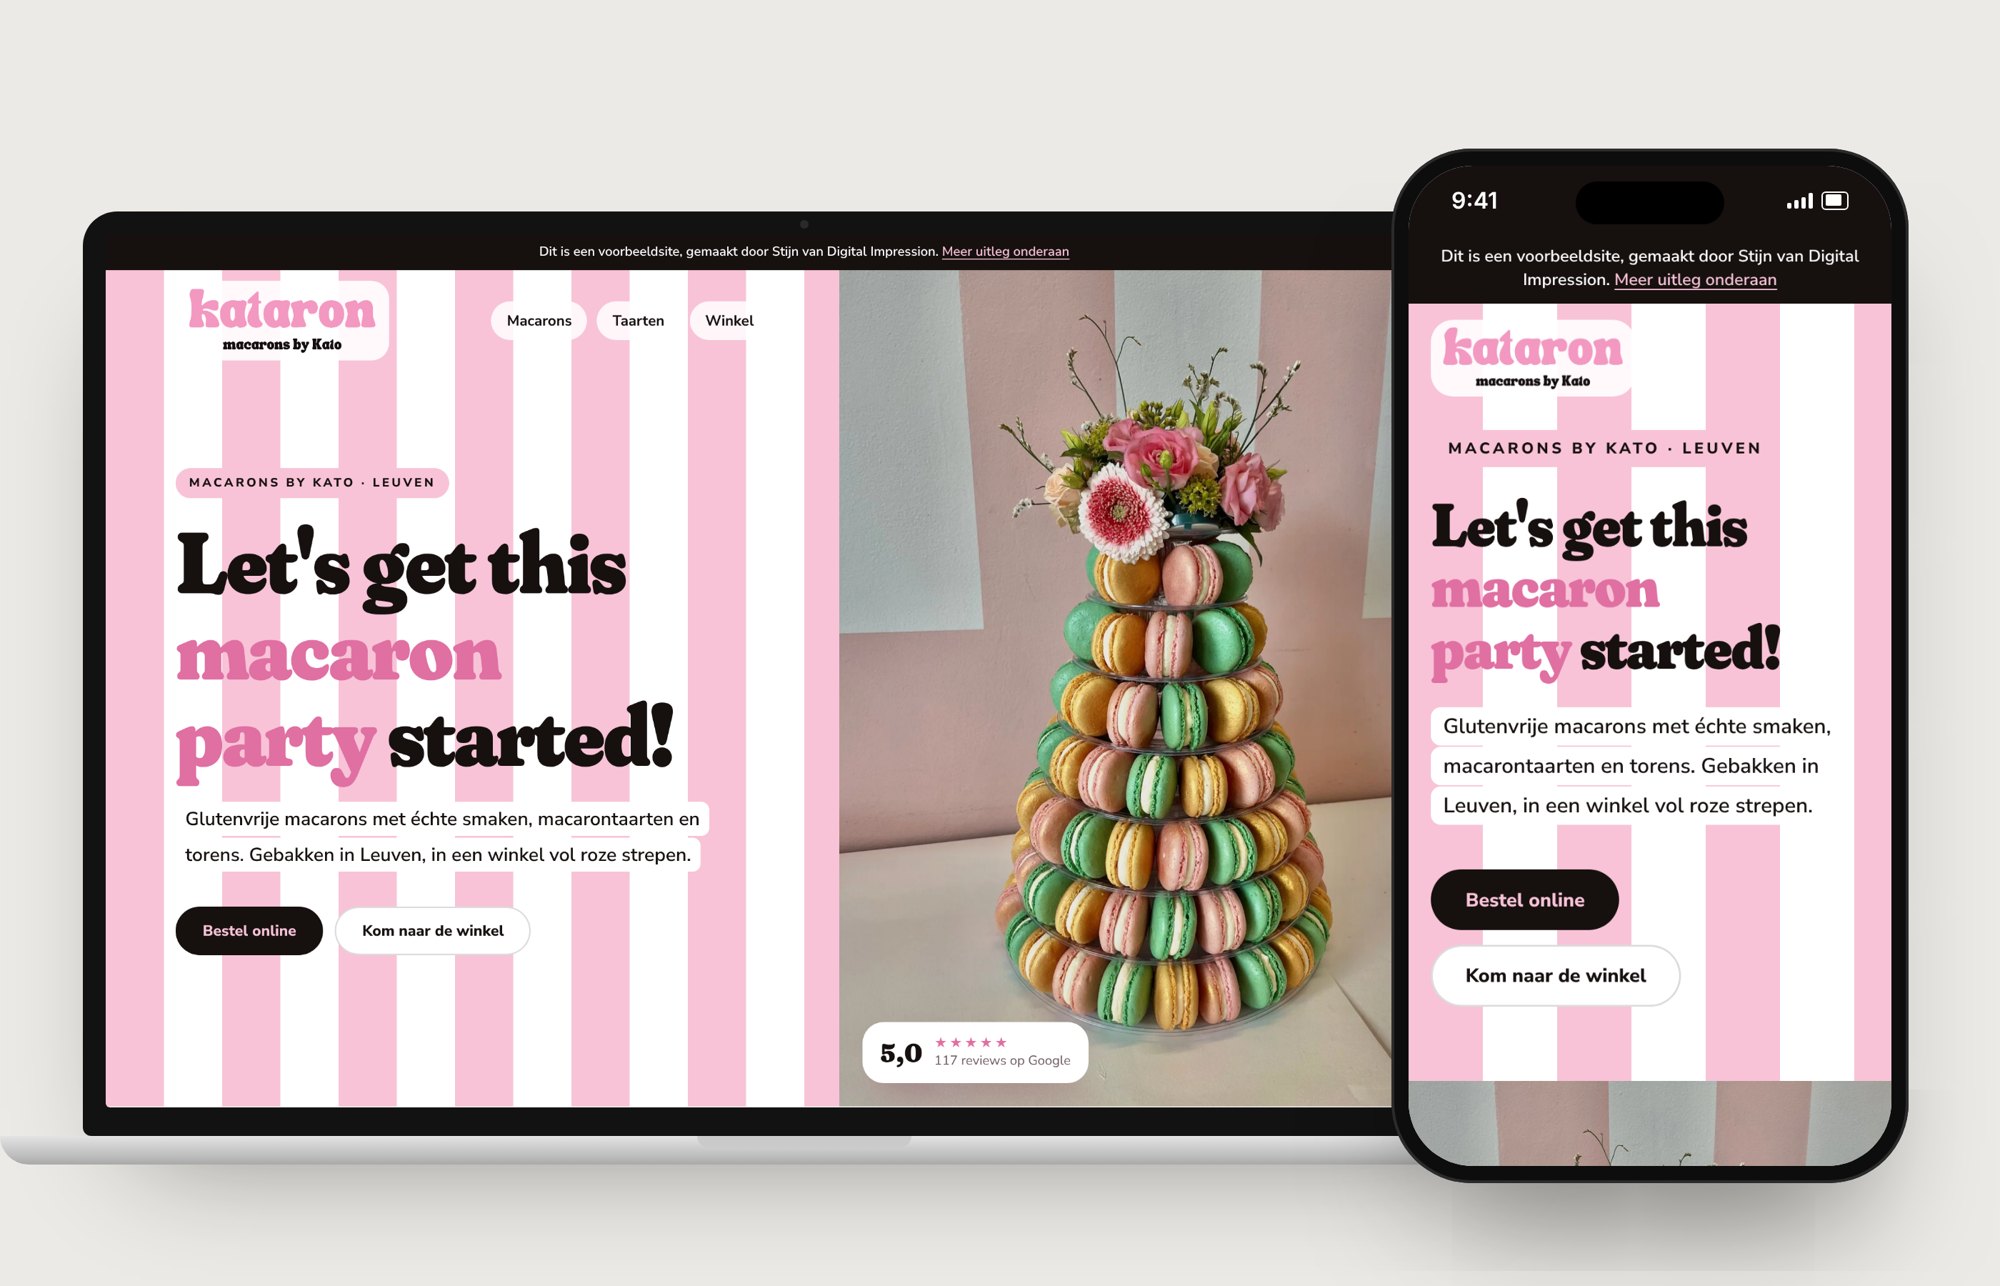 Dit is een voorbeeldsite, gemaakt door Stijn van Digital Impression. Meer uitleg onderaan
kataron
macarons by Kato
Macarons
Taarten
Winkel
MACARONS BY KATO · LEUVEN
Let's get this
macaron
party started!
Glutenvrije macarons met échte smaken, macarontaarten en
torens. Gebakken in Leuven, in een winkel vol roze strepen.
Bestel online
Kom naar de winkel
5,0
★★★★★
117 reviews op Google
9:41
Dit is een voorbeeldsite, gemaakt door Stijn van Digital
Impression. Meer uitleg onderaan
kataron
macarons by Kato
MACARONS BY KATO · LEUVEN
Let's get this
macaron
party started!
Glutenvrije macarons met échte smaken,
macarontaarten en torens. Gebakken in
Leuven, in een winkel vol roze strepen.
Bestel online
Kom naar de winkel